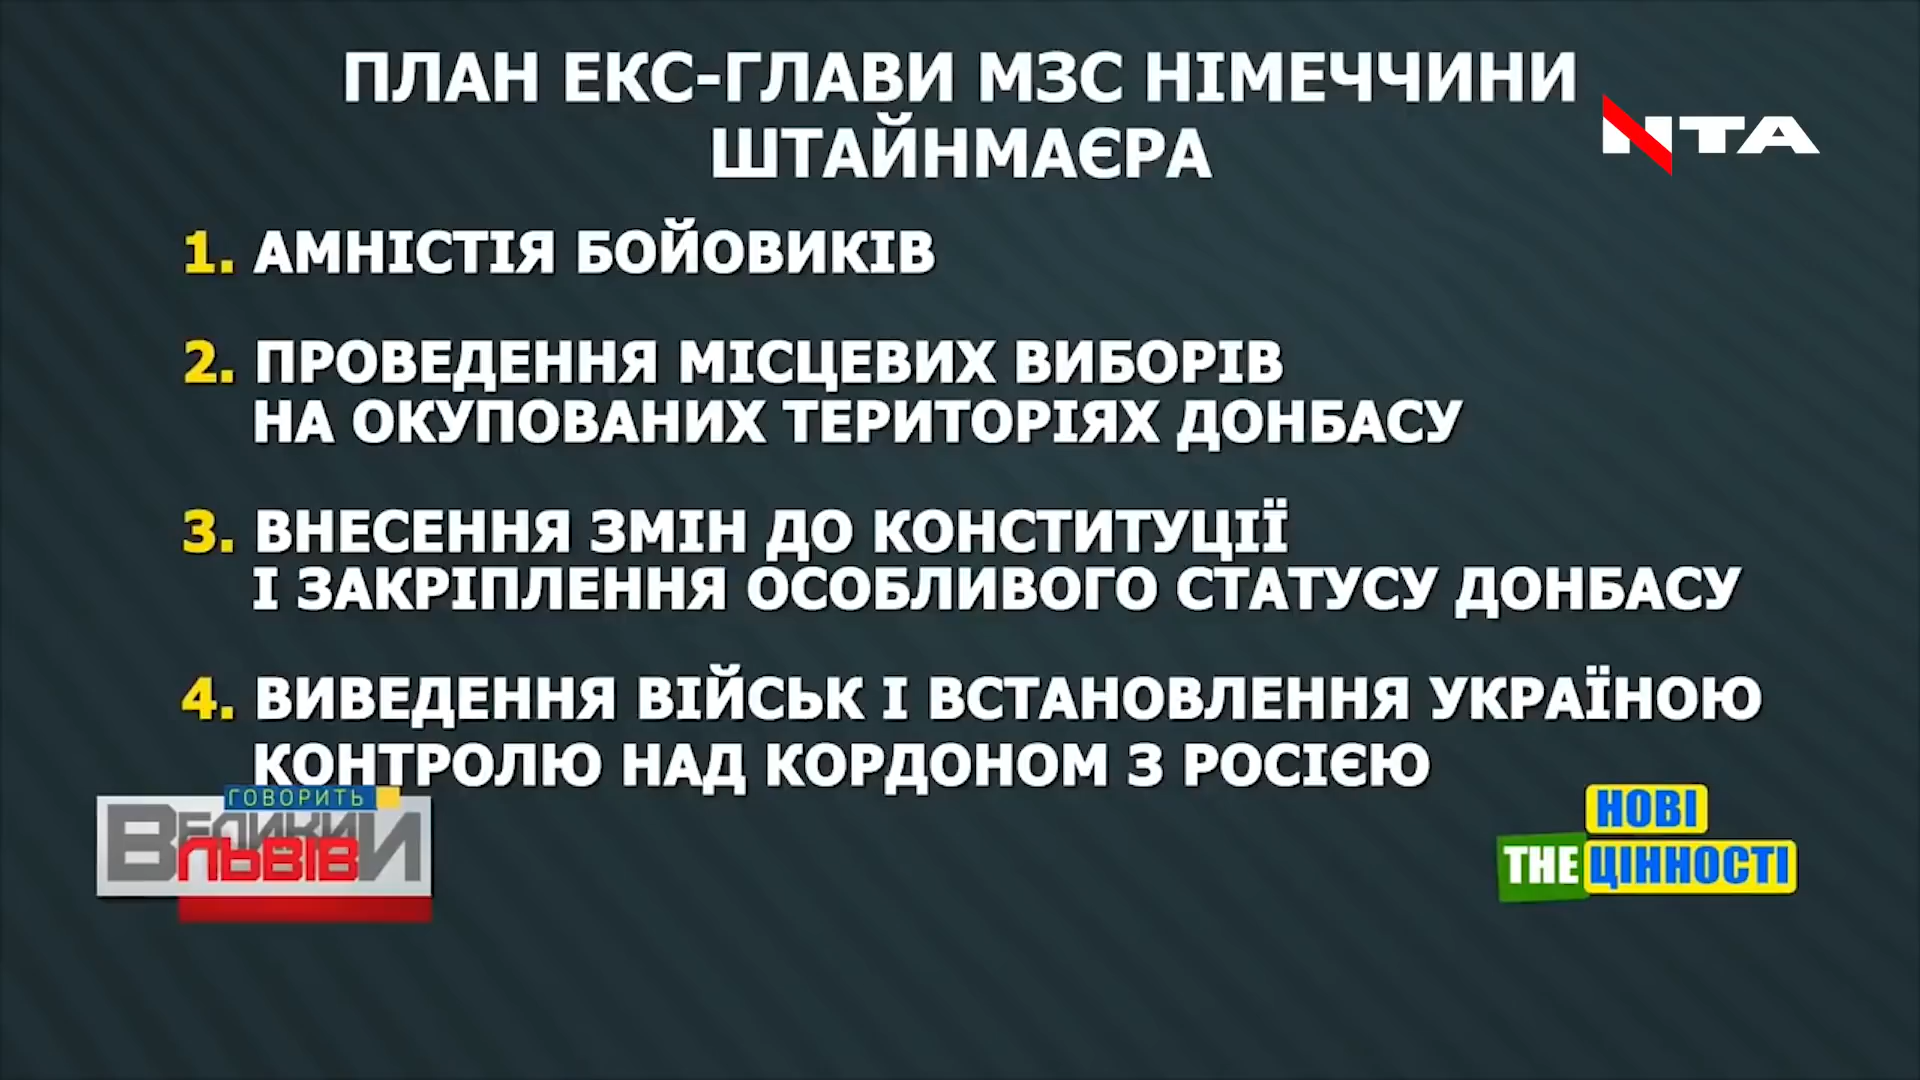 ПЛАН ЕКС-ГЛАВИ МЗС НІМЕЧЧИНИ
ШТАЙНМАЄРА
NTA
1. АМНІСТІЯ БОЙОВИКІВ
2. ПРОВЕДЕННЯ МІСЦЕВИХ ВИБОРІВ
НА ОКУПОВАНИХ ТЕРИТОРІЯХ ДОНБАСУ
3. ВНЕСЕННЯ ЗМІН ДО КОНСТИТУЦІЇ
І ЗАКРІПЛЕННЯ ОСОБЛИВОГО СТАТУСУ ДОНБАСУ
4. ВИВЕДЕННЯ ВІЙСЬК І ВСТАНОВЛЕННЯ УКРАЇНОЮ
КОНТРОЛЮ НАД КОРДОНОМ З РОСІЄЮ
ГОВОРИТЬ
ВЕЛИКИЙ
ЛЬВІВ
НОВІ
THE ЦІННОСТІ